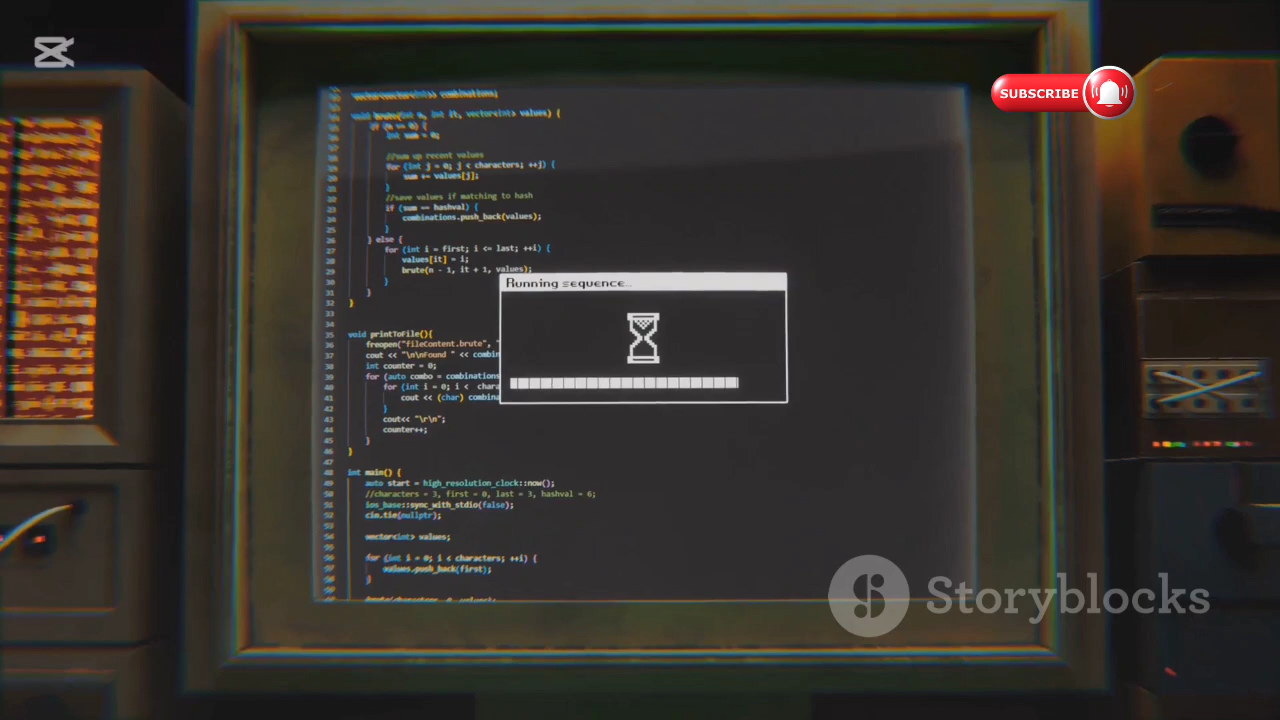 SUBSCRIBE
vector<vector<int>> combinations;
void brute(int n, int it, vector<int> values) {
if (n == 0) {
int sum = 0;
//sum up recent values
for (int j = 0; j < characters; ++j) {
sum += values[j];
}
//save values if matching to hash
if (sum == hashval) {
combinations.push_back(values);
}
} else {
for (int i = first; i <= last; ++i) {
values[it] = i;
brute(n - 1, it + 1, values);
}
}
}
Running sequence...
void printToFile(){
freopen("fileContent.brute", "
cout << "\n\nFound " << combin
int counter = 0;
for (auto combo = combinations
for (int i = 0; i < chara
cout << (char) combina
}
cout<< "\r\n";
counter++;
}
}
int main() {
auto start = high_resolution_clock::now();
//characters = 3, first = 0, last = 3, hashval = 6;
ios_base::sync_with_stdio(false);
cin.tie(nullptr);
vector<int> values;
for (int i = 0; i < characters; ++i) {
values.push_back(first);
}
Storyblocks